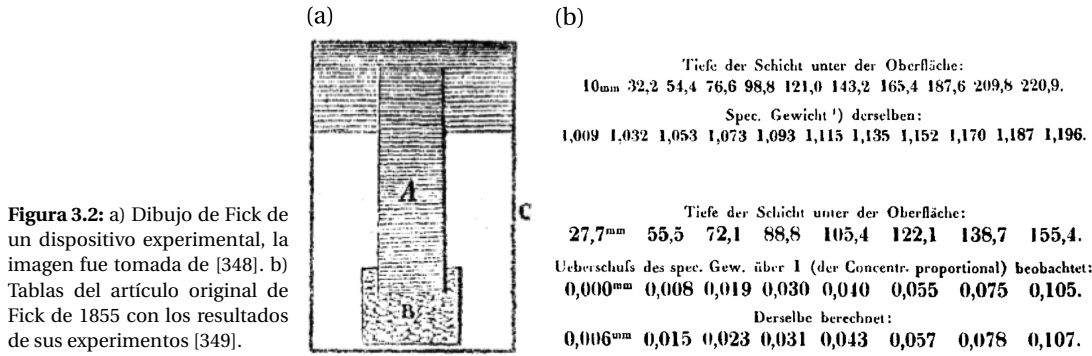 (a)
A
B
C
Figura 3.2: a) Dibujo de Fick de
un dispositivo experimental, la
imagen fue tomada de [348]. b)
Tablas del artículo original de
Fick de 1855 con los resultados
de sus experimentos [349].
(b)
Tiefe der Schicht unter der Oberfläche:
10mm 32,2 54,4 76,6 98,8 121,0 143,2 165,4 187,6 209,8 220,9.
Spec. Gewicht ¹) derselben:
1,009 1,032 1,053 1,073 1,093 1,115 1,135 1,152 1,170 1,187 1,196.
Tiefe der Schicht unter der Oberfläche:
27,7mm 55,5 72,1 88,8 105,4 122,1 138,7 155,4.
Ueberschuſs des spec. Gew. über 1 (der Concentr. proportional) beobachtet:
0,000mm 0,008 0,019 0,030 0,040 0,055 0,075 0,105.
Derselbe berechnet:
0,006mm 0,015 0,023 0,031 0,043 0,057 0,078 0,107.